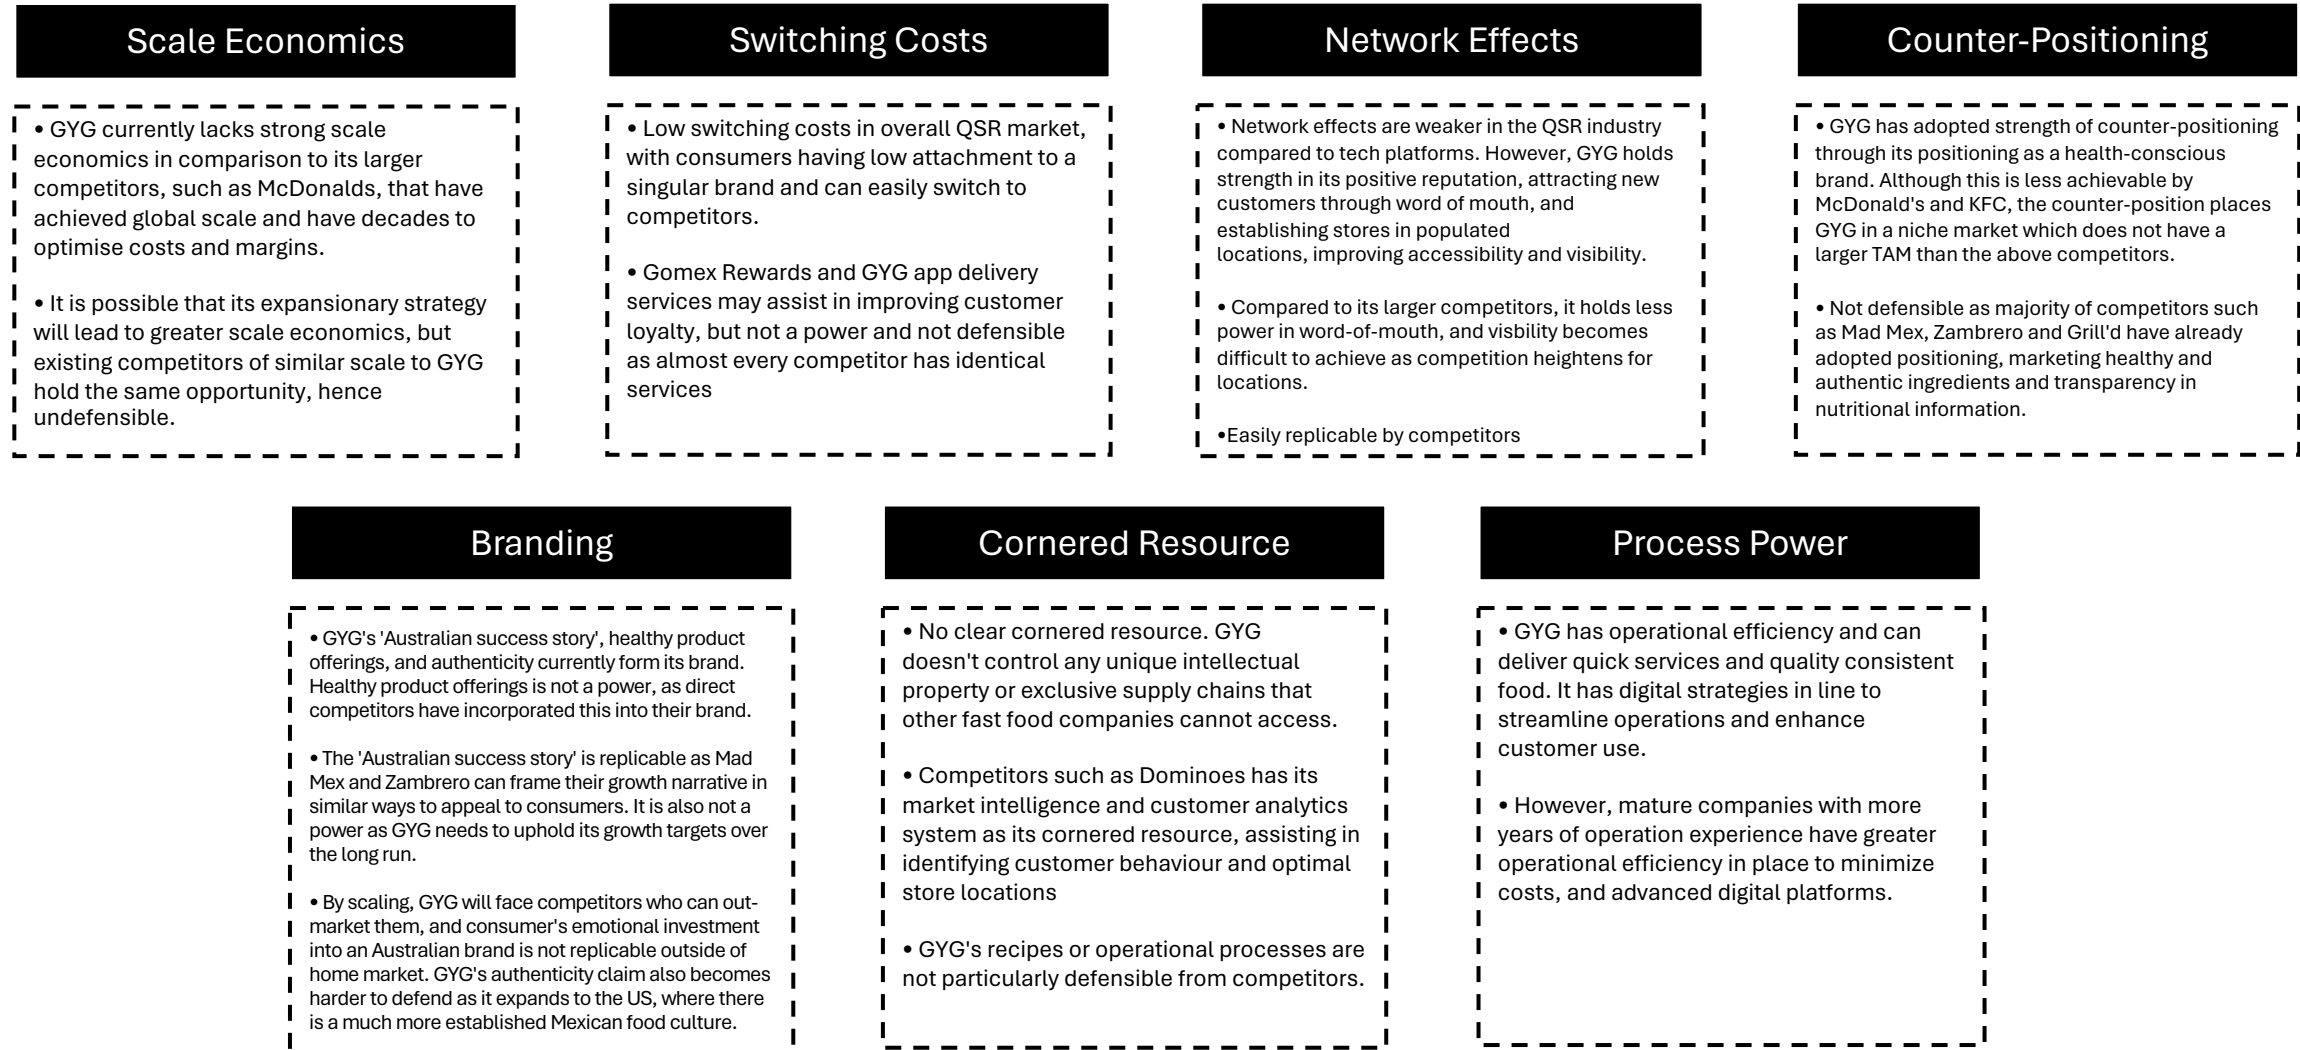 Scale Economics
• GYG currently lacks strong scale
economics in comparison to its larger
competitors, such as McDonalds, that have
achieved global scale and have decades to
optimise costs and margins.
• It is possible that its expansionary strategy
will lead to greater scale economics, but
existing competitors of similar scale to GYG
hold the same opportunity, hence
undefensible.
Switching Costs
• Low switching costs in overall QSR market,
with consumers having low attachment to a
singular brand and can easily switch to
competitors.
• Gomex Rewards and GYG app delivery
services may assist in improving customer
loyalty, but not a power and not defensible
as almost every competitor has identical
services
Network Effects
• Network effects are weaker in the QSR industry
compared to tech platforms. However, GYG holds
strength in its positive reputation, attracting new
customers through word of mouth, and
establishing stores in populated
locations, improving accessibility and visibility.
• Compared to its larger competitors, it holds less
power in word-of-mouth, and visbility becomes
difficult to achieve as competition heightens for
locations.
•Easily replicable by competitors
Counter-Positioning
• GYG has adopted strength of counter-positioning
through its positioning as a health-conscious
brand. Although this is less achievable by
McDonald's and KFC, the counter-position places
GYG in a niche market which does not have a
larger TAM than the above competitors.
• Not defensible as majority of competitors such
as Mad Mex, Zambrero and Grill'd have already
adopted positioning, marketing healthy and
authentic ingredients and transparency in
nutritional information.
Branding
• GYG's 'Australian success story', healthy product
offerings, and authenticity currently form its brand.
Healthy product offerings is not a power, as direct
competitors have incorporated this into their brand.
• The 'Australian success story' is replicable as Mad
Mex and Zambrero can frame their growth narrative in
similar ways to appeal to consumers. It is also not a
power as GYG needs to uphold its growth targets over
the long run.
• By scaling, GYG will face competitors who can out-
market them, and consumer's emotional investment
into an Australian brand is not replicable outside of
home market. GYG's authenticity claim also becomes
harder to defend as it expands to the US, where there
is a much more established Mexican food culture.
Cornered Resource
• No clear cornered resource. GYG
doesn't control any unique intellectual
property or exclusive supply chains that
other fast food companies cannot access.
• Competitors such as Dominoes has its
market intelligence and customer analytics
system as its cornered resource, assisting in
identifying customer behaviour and optimal
store locations
• GYG's recipes or operational processes are
not particularly defensible from competitors.
Process Power
• GYG has operational efficiency and can
deliver quick services and quality consistent
food. It has digital strategies in line to
streamline operations and enhance
customer use.
• However, mature companies with more
years of operation experience have greater
operational efficiency in place to minimize
costs, and advanced digital platforms.